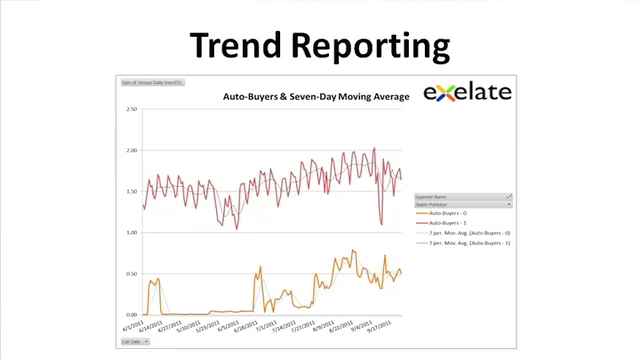 Trend Reporting
Sum of Unique Daily UserID'S
Auto-Buyers & Seven-Day Moving Average
exelate
2.50
2.00
1.50
1.00
0.50
0.00
4/1/2011
4/14/2011
4/27/2011
5/10/2011
5/23/2011
6/5/2011
6/18/2011
7/1/2011
7/14/2011
7/27/2011
8/9/2011
8/22/2011
9/4/2011
9/17/2011
Segment Name
Stable Publisher
Auto-Buyers - 0
Auto-Buyers - 1
7 per. Mov. Avg. (Auto-Buyers - 0)
7 per. Mov. Avg. (Auto-Buyers - 1)
Call Date